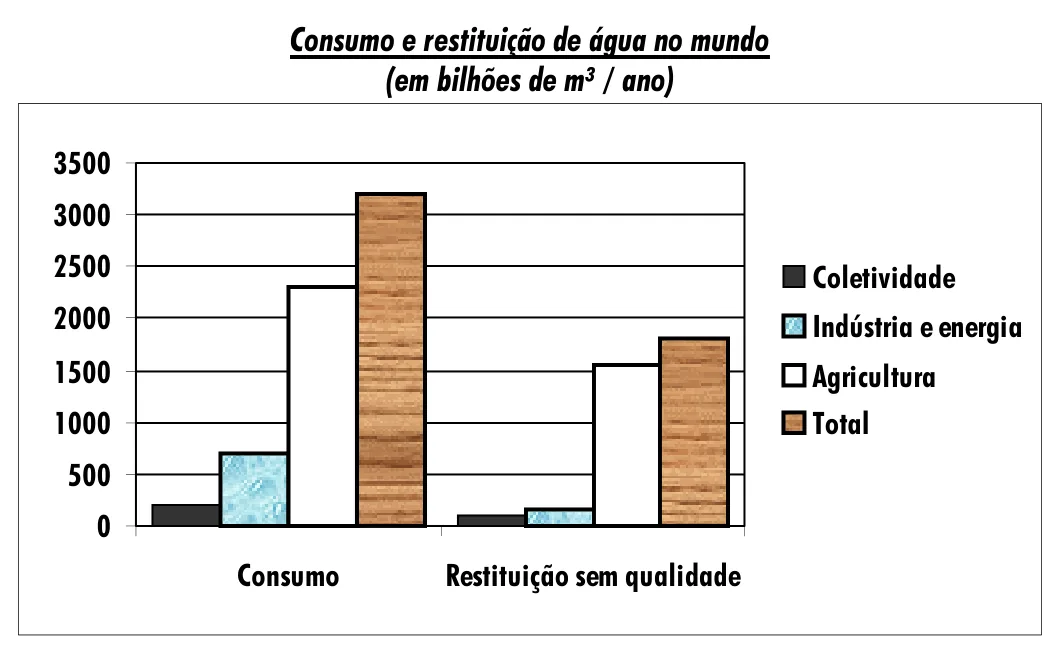 Consumo e restituição de água no mundo
(em bilhões de m³ / ano)
3500
3000
2500
2000
1500
1000
500
0
Consumo
Restituição sem qualidade
Coletividade
Indústria e energia
Agricultura
Total